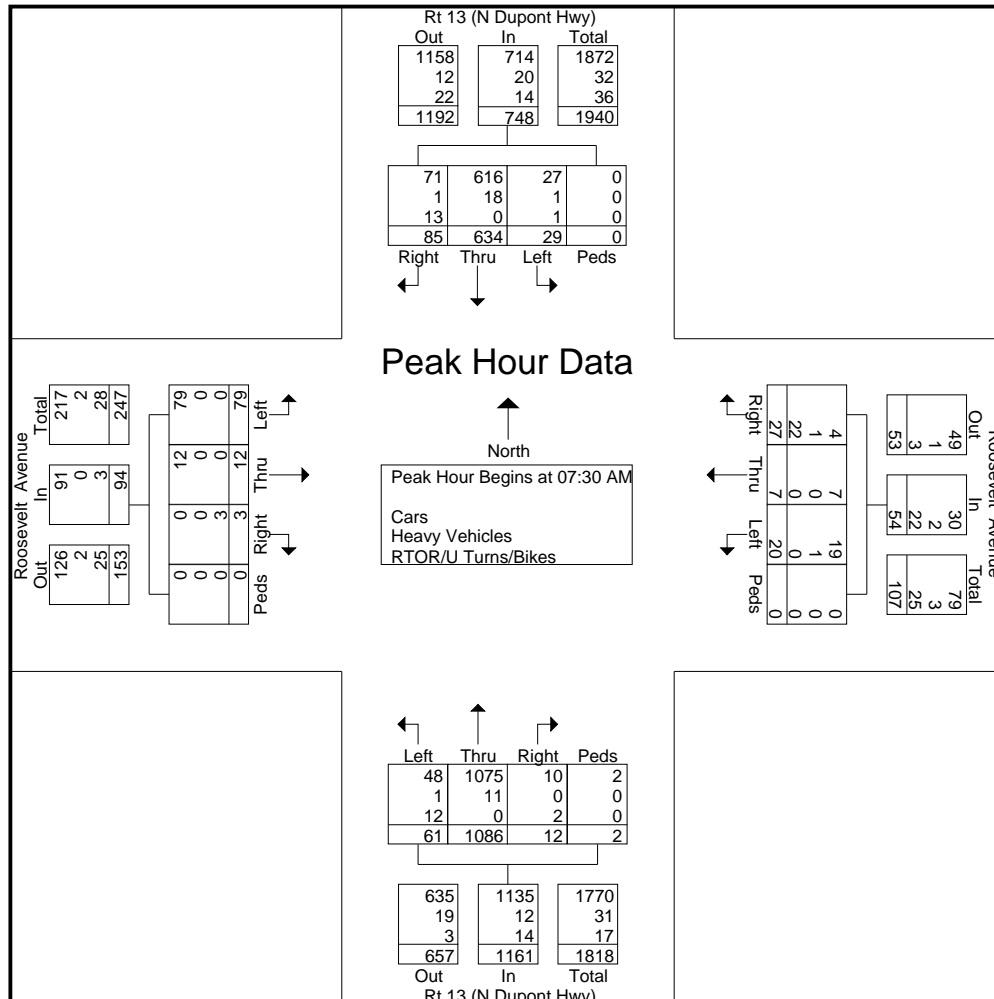 Rt 13 (N Dupont Hwy)
Out In Total
1158 714 1872
12 20 32
22 14 36
1192 748 1940
71 616 27 0
1 18 1 0
13 0 1 0
85 634 29 0
Right Thru Left Peds
Peak Hour Data
North
Peak Hour Begins at 07:30 AM
Cars
Heavy Vehicles
RTOR/U Turns/Bikes
Roosevelt Avenue
Out In Total
126 91 217
2 0 2
25 3 28
153 94 247
79 12 0 0
0 0 0 0
0 0 3 0
79 12 3 0
Left Thru Right Peds
Roosevelt Avenue
Out In Total
49 30 79
1 2 3
3 22 25
53 54 107
4 7 19 0
1 0 1 0
22 0 0 0
27 7 20 0
Right Thru Left Peds
Left Thru Right Peds
48 1075 10 2
1 11 0 0
12 0 2 0
61 1086 12 2
635 1135 1770
19 12 31
3 14 17
657 1161 1818
Out In Total
Rt 13 (N Dupont Hwy)